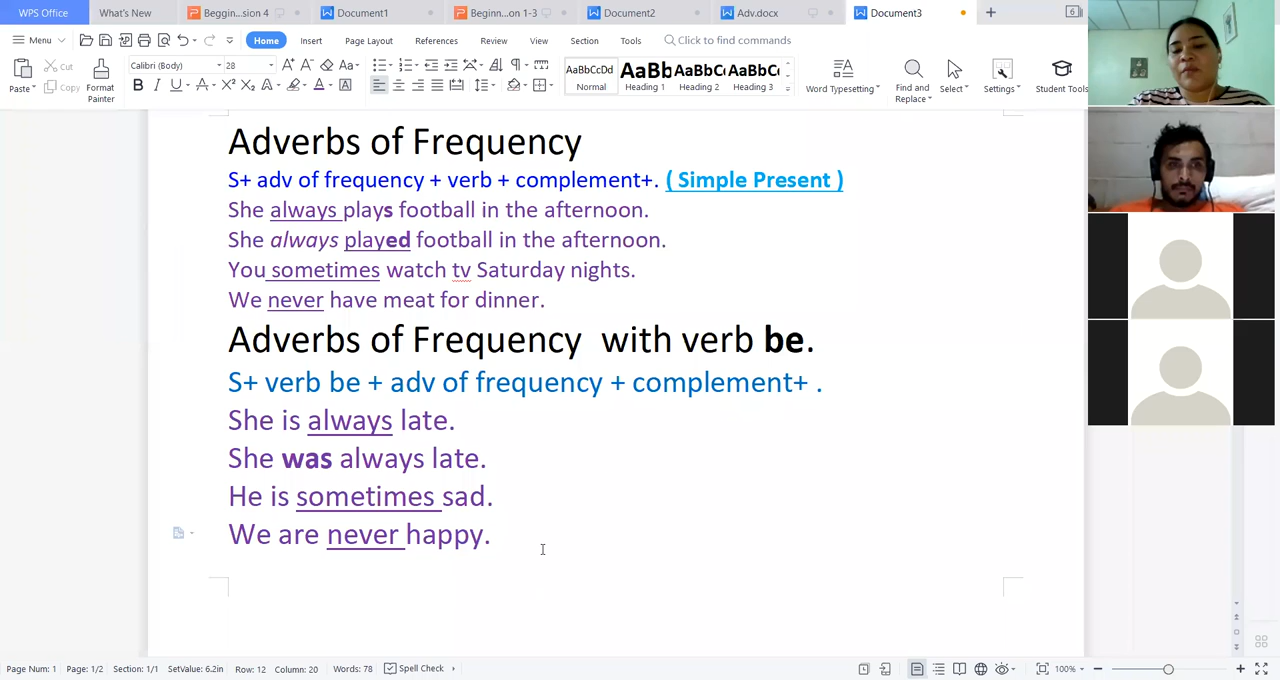 WPS Office What's New Beggin...sion 4 Document1 Beginn...on 1-3 Document2 Adv.docx Document3 + 6
Menu Home Insert Page Layout References Review View Section Tools Click to find commands
Paste Cut Copy Format Painter Calibri (Body) 28 AaBbCcDd Normal AaBb Heading 1 AaBbCc Heading 2 AaBbCc Heading 3 Word Typesetting Find and Replace Select Settings Student Tools
Adverbs of Frequency
S+ adv of frequency + verb + complement+. ( Simple Present )
She always plays football in the afternoon.
She always played football in the afternoon.
You sometimes watch tv Saturday nights.
We never have meat for dinner.
Adverbs of Frequency with verb be.
S+ verb be + adv of frequency + complement+ .
She is always late.
She was always late.
He is sometimes sad.
We are never happy.
Page Num: 1 Page: 1/2 Section: 1/1 SetValue: 6.2in Row: 12 Column: 20 Words: 78 Spell Check 100%